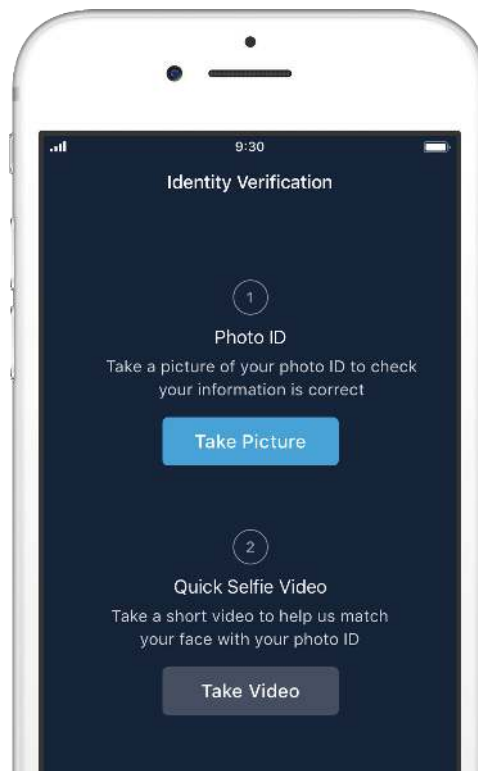 9:30
Identity Verification
1
Photo ID
Take a picture of your photo ID to check
your information is correct
Take Picture
2
Quick Selfie Video
Take a short video to help us match
your face with your photo ID
Take Video